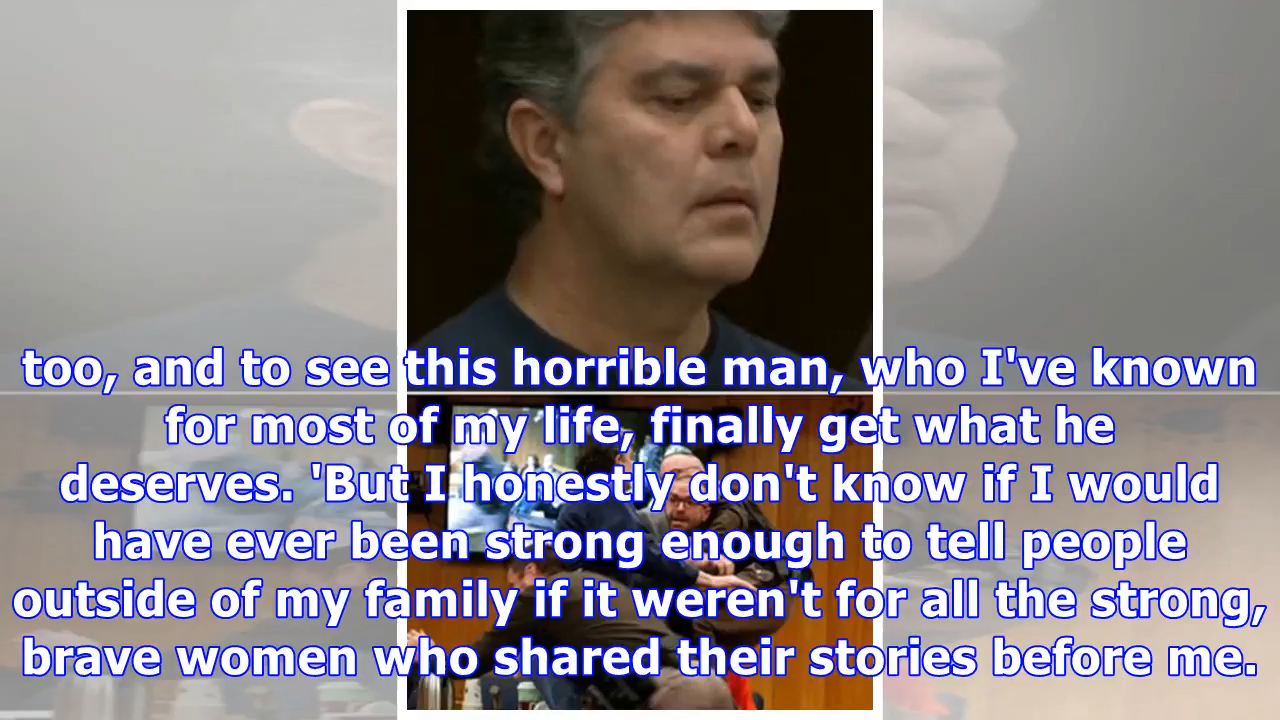 too, and to see this horrible man, who I've known
for most of my life, finally get what he
deserves. 'But I honestly don't know if I would
have ever been strong enough to tell people
outside of my family if it weren't for all the strong,
brave women who shared their stories before me.